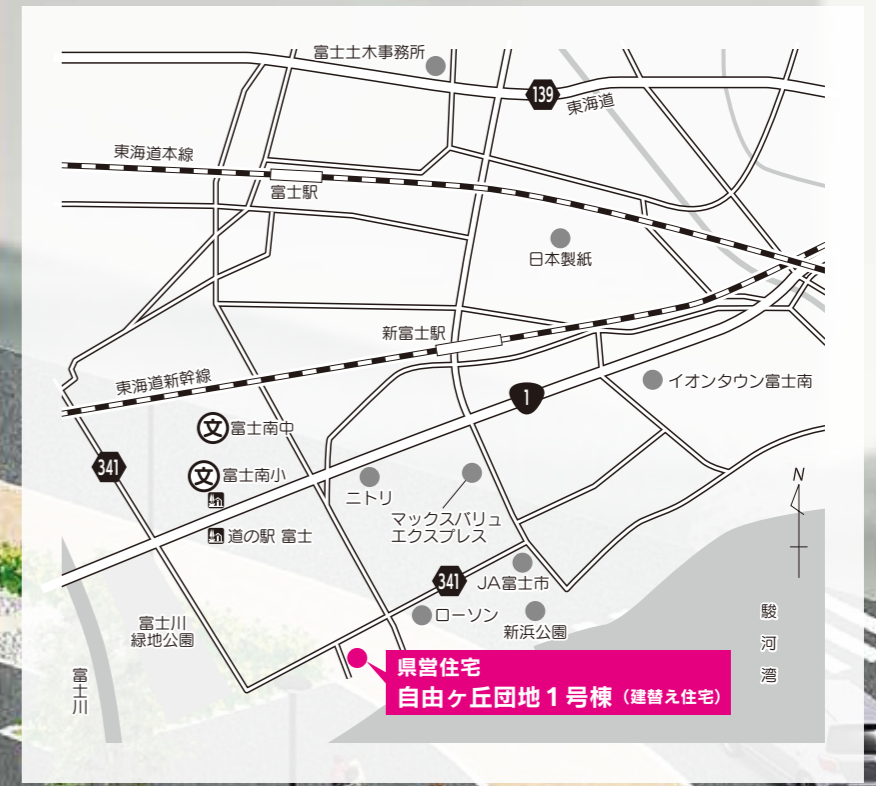 富士土木事務所
139
東海道
東海道本線
富士駅
日本製紙
新富士駅
東海道新幹線
イオンタウン富士南
1
文
富士南中
341
文
富士南小
ニトリ
マックスバリュ
エクスプレス
道の駅 富士
N
341
JA富士市
ローソン
新浜公園
富士川
緑地公園
駿河湾
富士川
県営住宅
自由ヶ丘団地1号棟(建替え住宅)